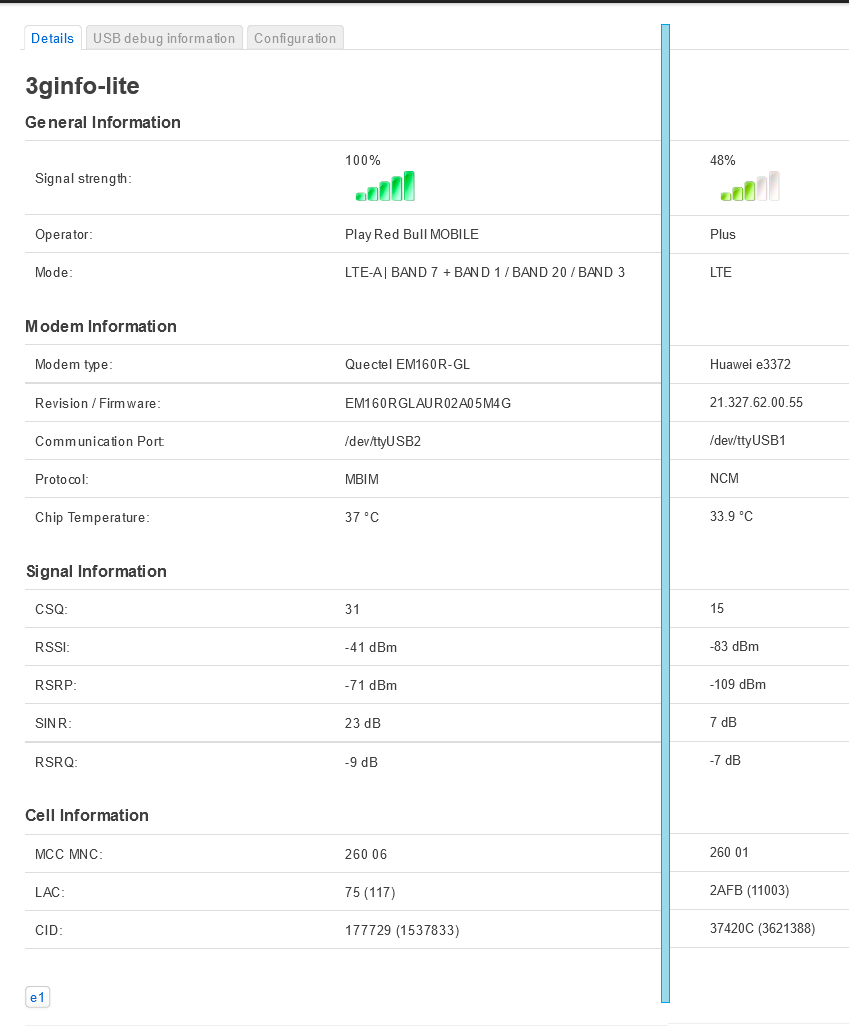 Details USB debug information Configuration
3ginfo-lite
General Information
Signal strength: 100% 48%
Operator: Play Red Bull MOBILE Plus
Mode: LTE-A | BAND 7 + BAND 1 / BAND 20 / BAND 3 LTE
Modem Information
Modem type: Quectel EM160R-GL Huawei e3372
Revision / Firmware: EM160RGLAUR02A05M4G 21.327.62.00.55
Communication Port: /dev/ttyUSB2 /dev/ttyUSB1
Protocol: MBIM NCM
Chip Temperature: 37 °C 33.9 °C
Signal Information
CSQ: 31 15
RSSI: -41 dBm -83 dBm
RSRP: -71 dBm -109 dBm
SINR: 23 dB 7 dB
RSRQ: -9 dB -7 dB
Cell Information
MCC MNC: 260 06 260 01
LAC: 75 (117) 2AFB (11003)
CID: 177729 (1537833) 37420C (3621388)
e1